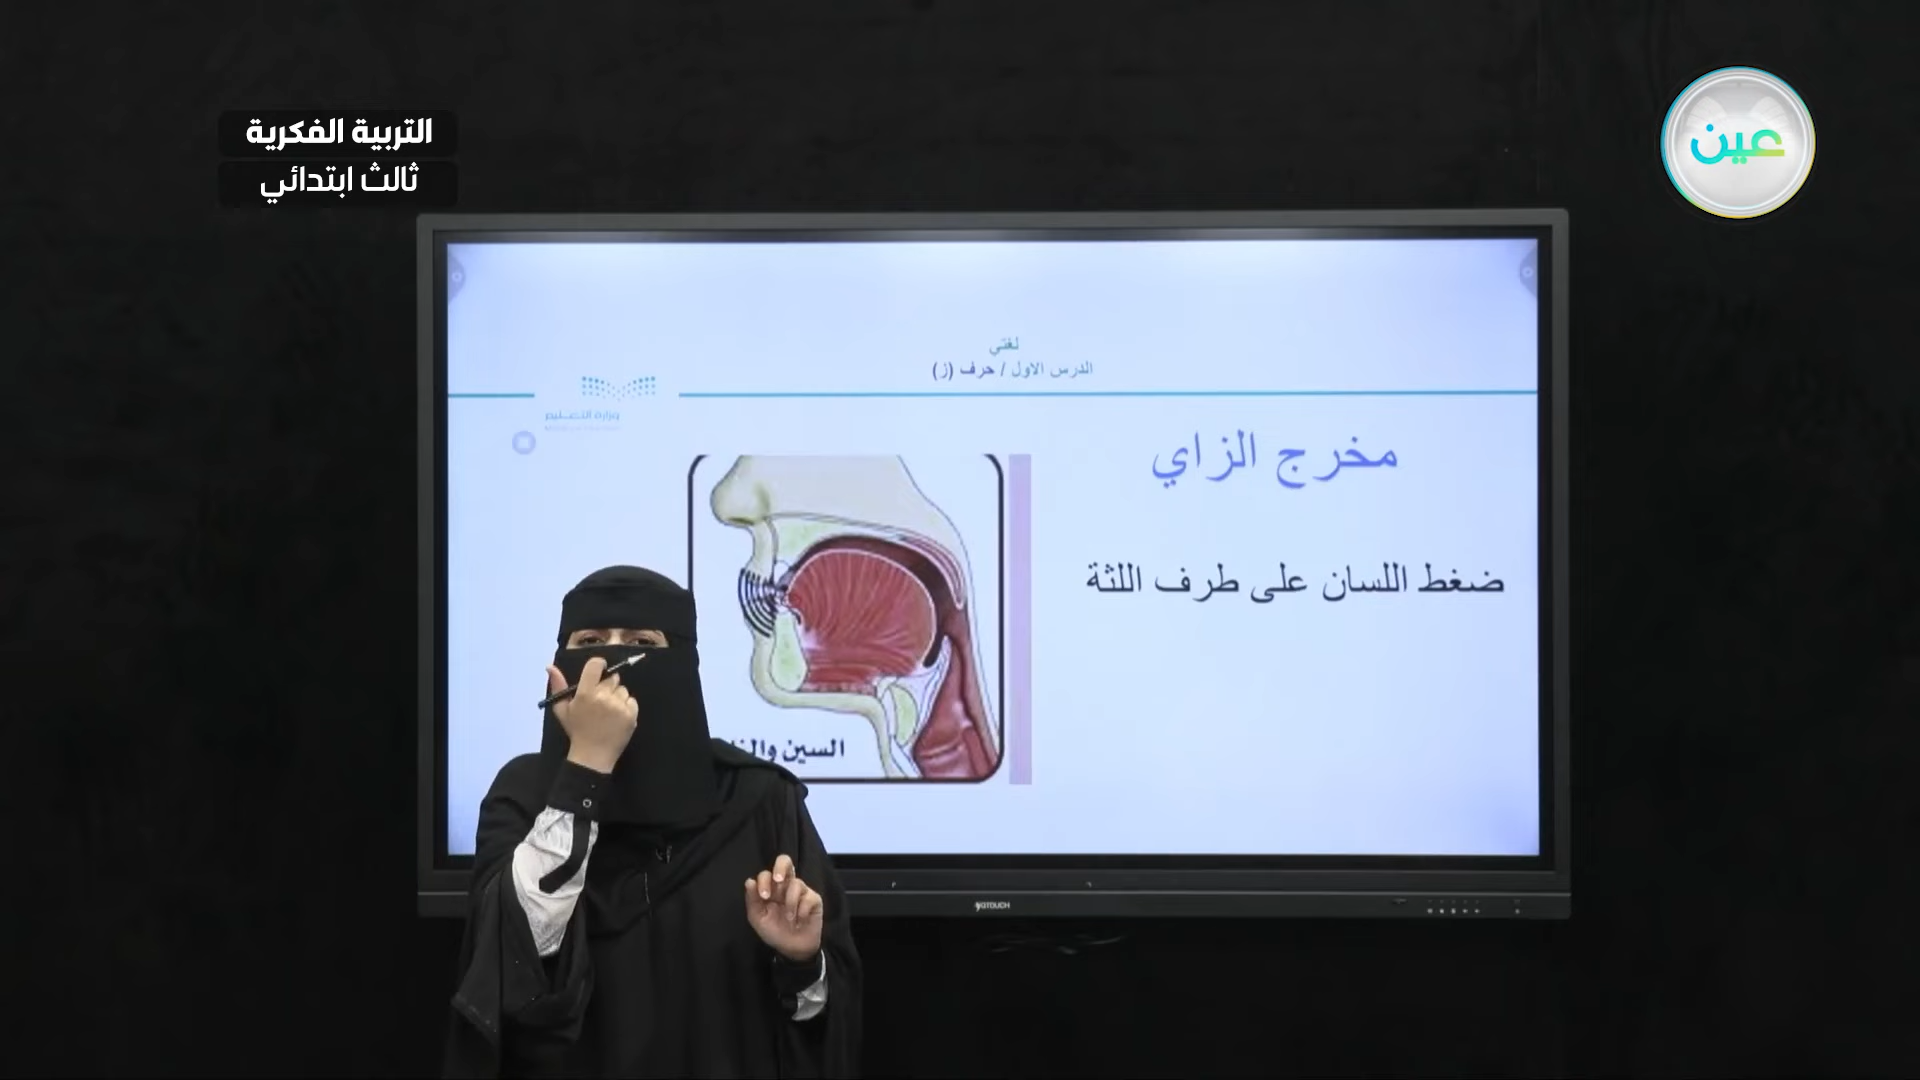 التربية الفكرية
ثالث ابتدائي
عين
لغتي
الدرس الاول / حرف (ز)
وزارة التعليم
مخرج الزاي
ضغط اللسان على طرف اللثة
السين